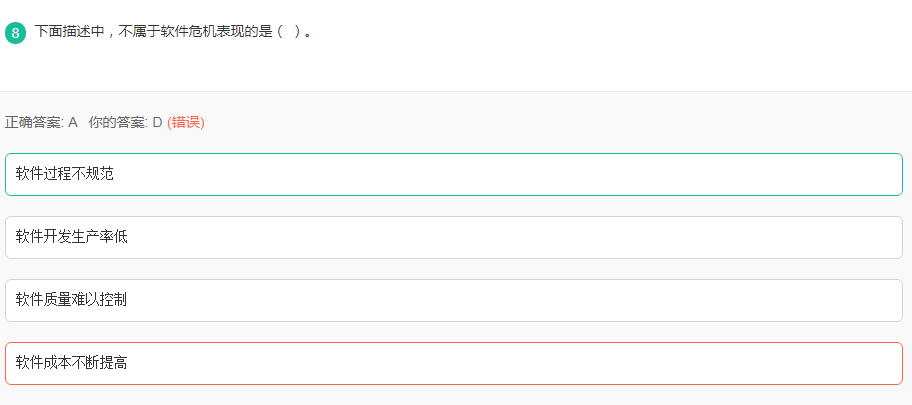 8 下面描述中，不属于软件危机表现的是（ ）。
正确答案: A 你的答案: D (错误)
软件过程不规范
软件开发生产率低
软件质量难以控制
软件成本不断提高